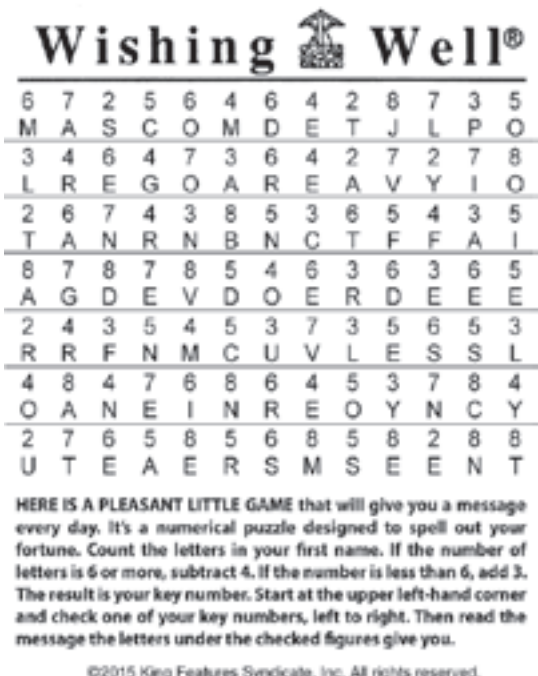 Wishing Well®
6 7 2 5 6 4 6 4 2 8 7 3 5
M A S C O M D E T J L P O
3 4 6 4 7 3 6 4 2 7 2 7 8
L R E G O A R E A V Y I O
2 6 7 4 3 8 5 3 6 5 4 3 5
T A N R N B N C T F F A I
8 7 8 7 8 5 4 6 3 6 3 6 5
A G D E V D O E R D E E E
2 4 3 5 4 5 3 7 3 5 6 5 3
R R F N M C U V L E S S L
4 8 4 7 6 8 6 4 5 3 7 8 4
O A N E I N R E O Y N C Y
2 7 6 5 8 5 6 8 5 8 2 8 8
U T E A E R S M S E E N T
HERE IS A PLEASANT LITTLE GAME that will give you a message
every day. It's a numerical puzzle designed to spell out your
fortune. Count the letters in your first name. If the number of
letters is 6 or more, subtract 4. If the number is less than 6, add 3.
The result is your key number. Start at the upper left-hand corner
and check one of your key numbers, left to right. Then read the
message the letters under the checked figures give you.
©2015 King Features Syndicate, Inc. All rights reserved.